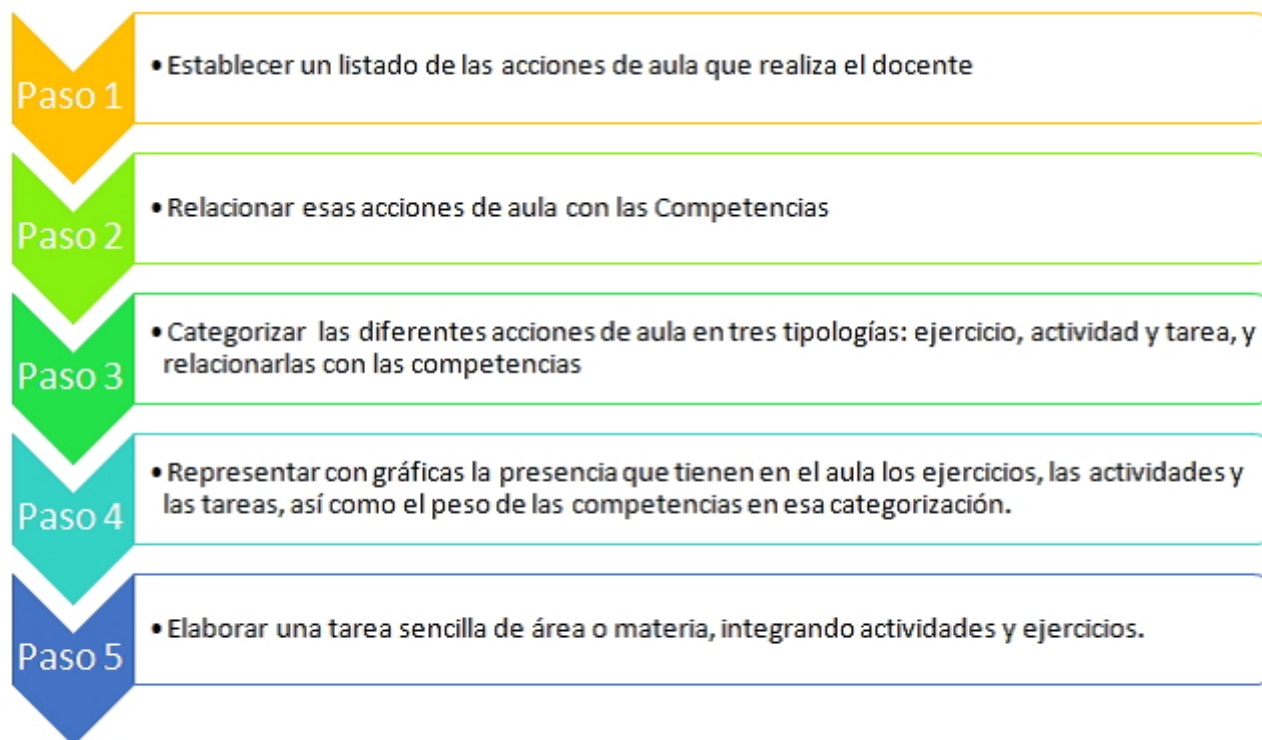 Paso 1
• Establecer un listado de las acciones de aula que realiza el docente
Paso 2
• Relacionar esas acciones de aula con las Competencias
Paso 3
• Categorizar las diferentes acciones de aula en tres tipologías: ejercicio, actividad y tarea, y
relacionarlas con las competencias
Paso 4
• Representar con gráficas la presencia que tienen en el aula los ejercicios, las actividades y
las tareas, así como el peso de las competencias en esa categorización.
Paso 5
• Elaborar una tarea sencilla de área o materia, integrando actividades y ejercicios.